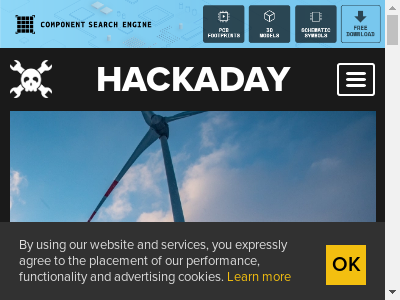 COMPONENT SEARCH ENGINE
PCB
FOOTPRINTS
3D
MODELS
SCHEMATIC
SYMBOLS
FREE
DOWNLOAD
HACKADAY
By using our website and services, you expressly
agree to the placement of our performance,
functionality and advertising cookies. Learn more
OK